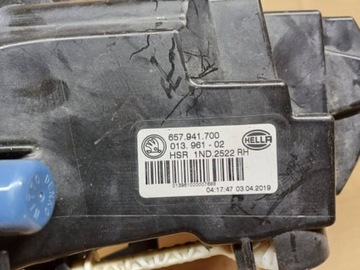 657.941.700
013.961-02
HELLA
HSR 1ND.2522 RH
04:17:47 03.04.2019